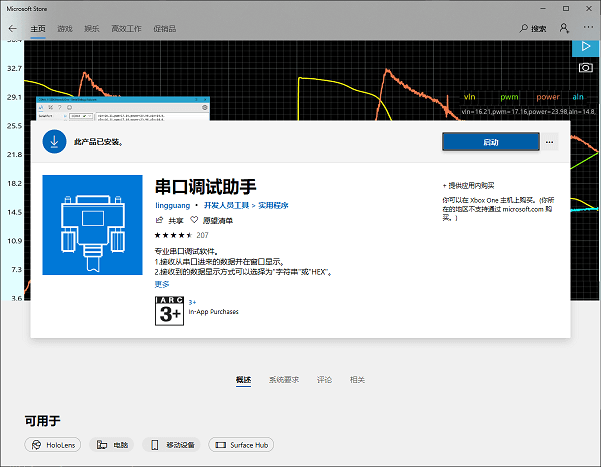 Microsoft Store
主页 游戏 娱乐 高效工作 促销品 搜索
36.4
32.7
29.1
25.5
21.8
18.2
14.5
10.9
7.3
3.6
vin pwm power ain
vin=16.21,pwm=17.16,power=23.98,ain=14.8
此产品已安装。
启动
串口调试助手
lingguang • 开发人员工具 > 实用程序
共享 愿望清单
207
专业串口调试软件。
1.接收从串口进来的数据并在窗口显示。
2.接收到的数据显示方式可以选择为"字符串"或"HEX"。
更多
IARC
3+
3+
In-App Purchases
+ 提供应用内购买
你可以在 Xbox One 主机上购买。(你所
在的地区不支持通过 microsoft.com 购
买。)
概述 系统要求 评论 相关
可用于
HoloLens 电脑 移动设备 Surface Hub